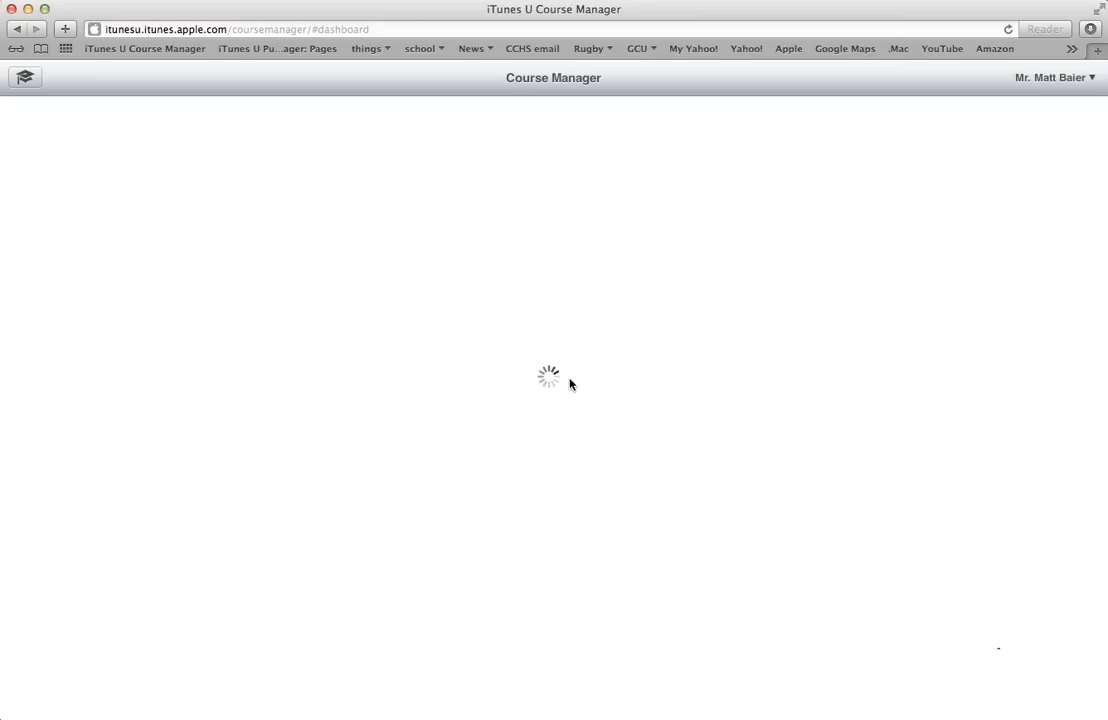 iTunes U Course Manager
itunesu.itunes.apple.com/coursemanager/#dashboard
Reader
iTunes U Course Manager iTunes U Pu...ager: Pages things school News CCHS email Rugby GCU My Yahoo! Yahoo! Apple Google Maps .Mac YouTube Amazon
Course Manager
Mr. Matt Baier